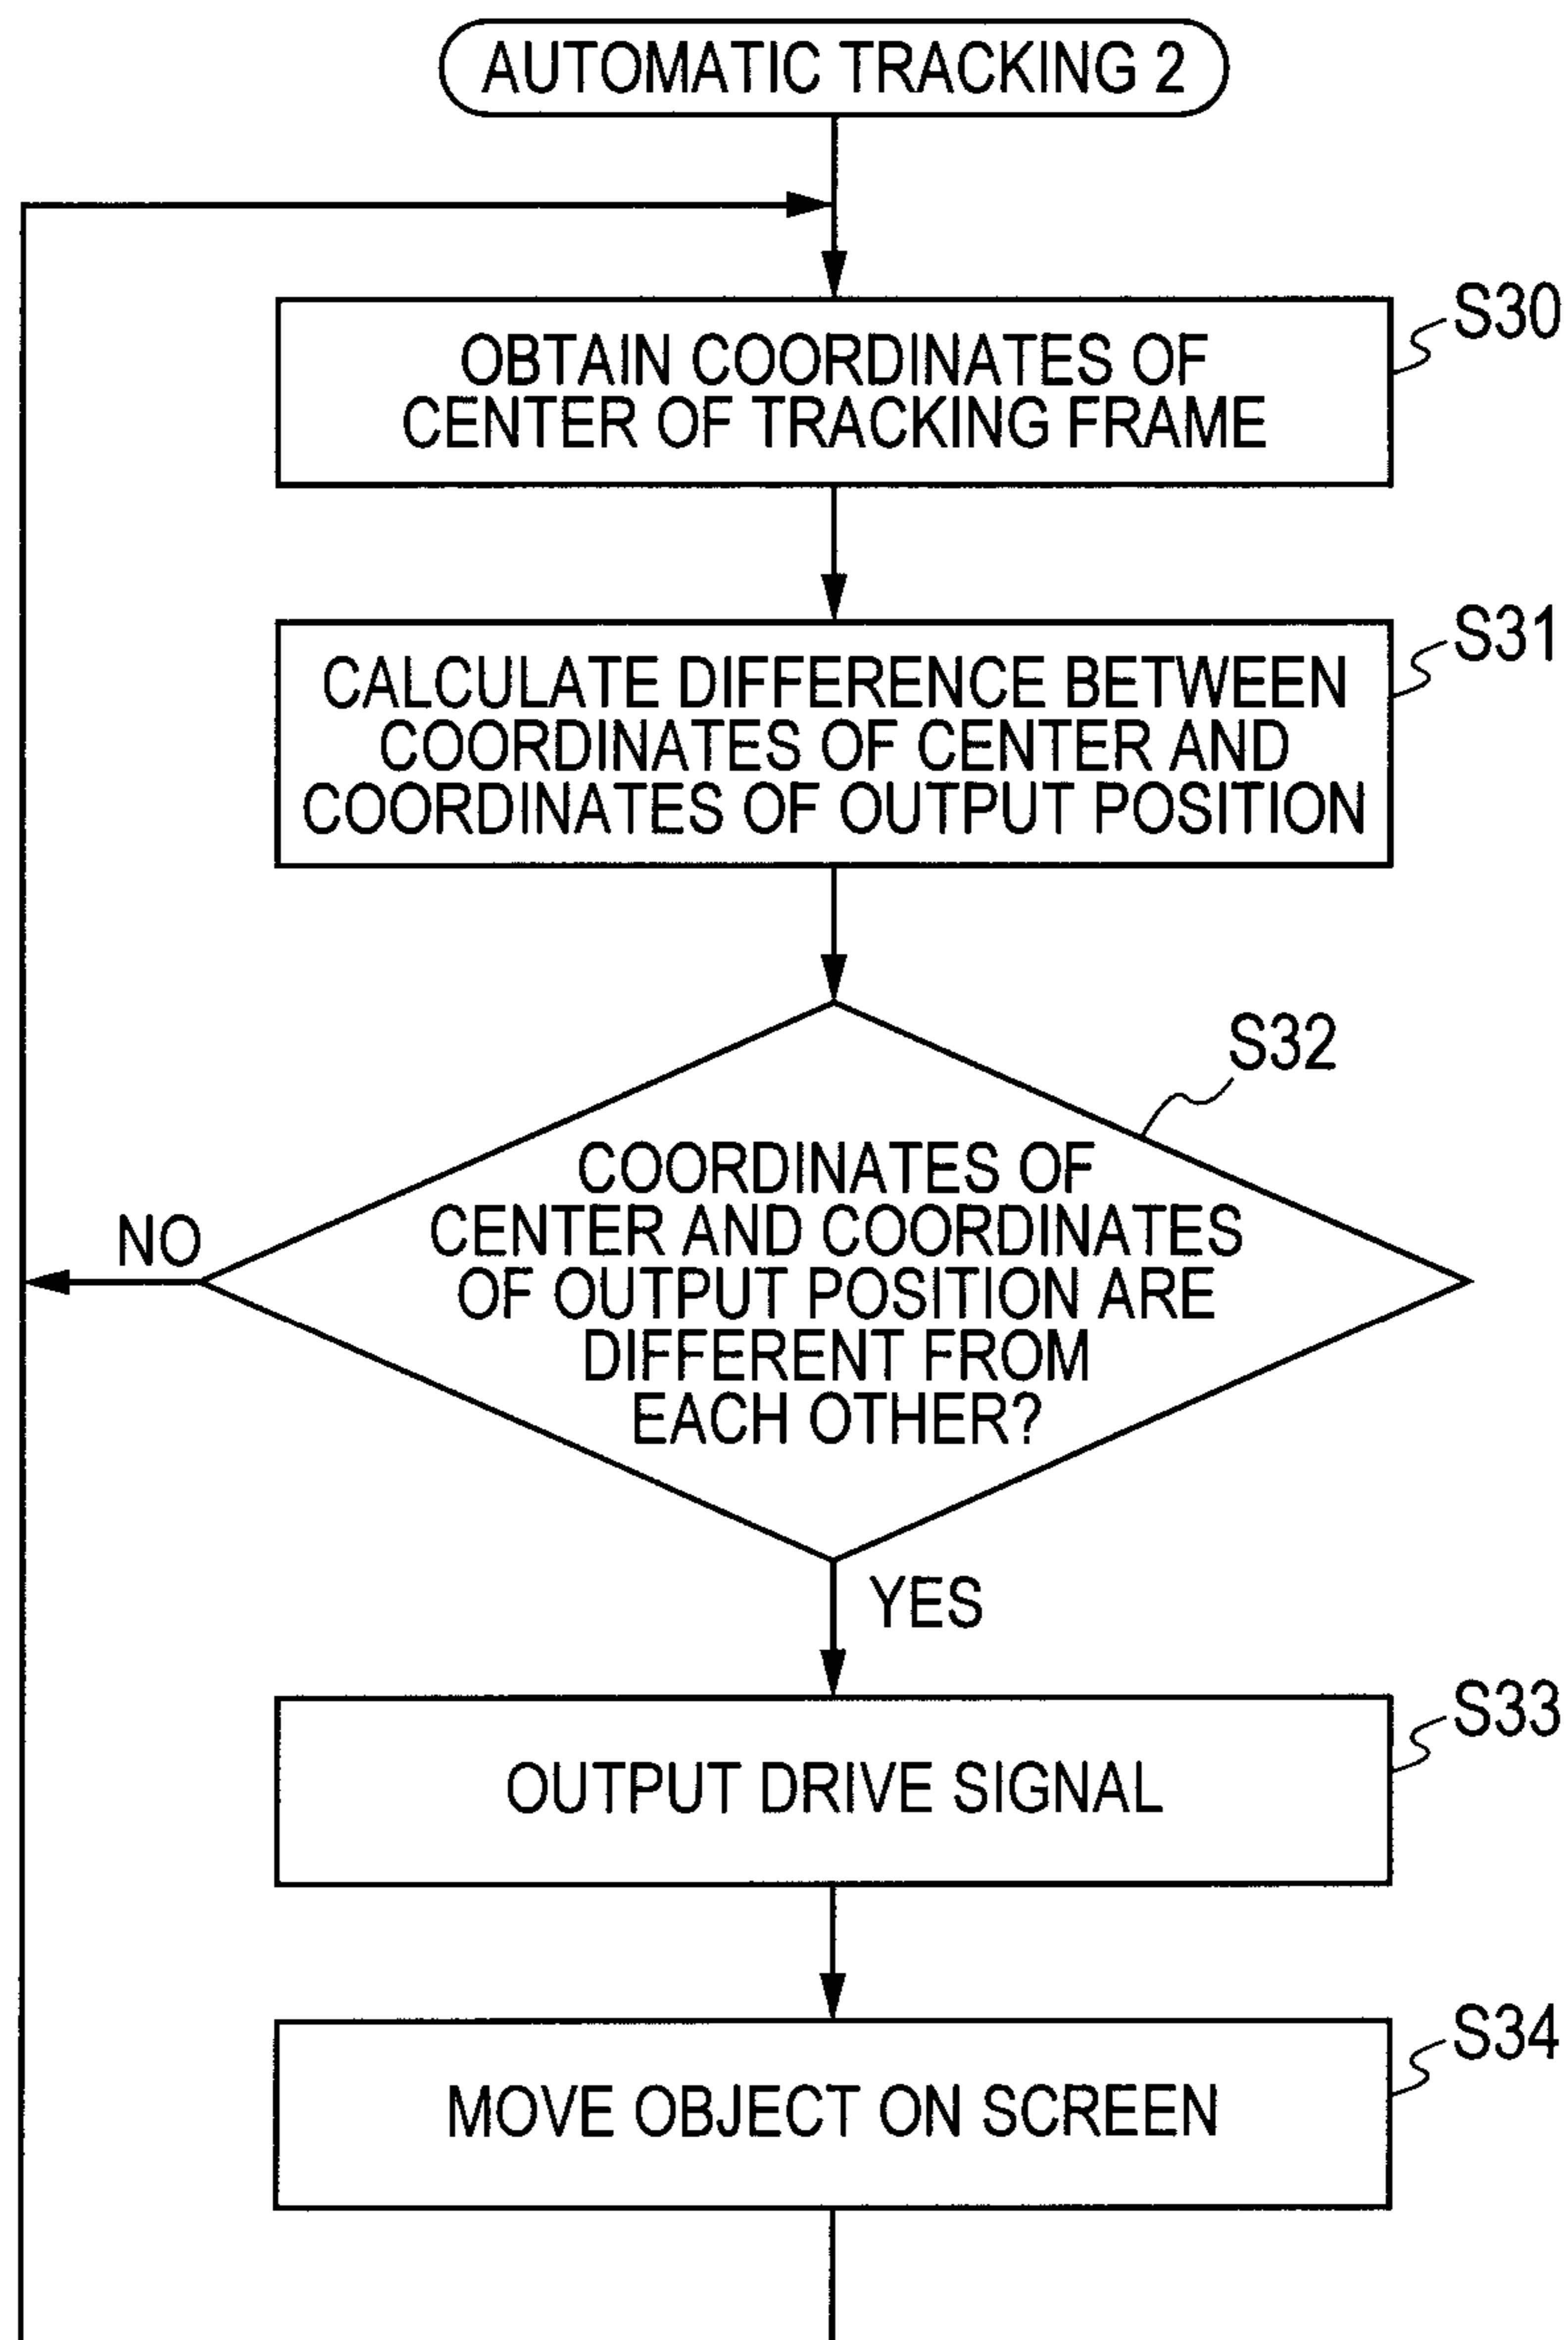 AUTOMATIC TRACKING 2
S30
OBTAIN COORDINATES OF
CENTER OF TRACKING FRAME
S31
CALCULATE DIFFERENCE BETWEEN
COORDINATES OF CENTER AND
COORDINATES OF OUTPUT POSITION
S32
COORDINATES OF
CENTER AND COORDINATES
OF OUTPUT POSITION ARE
DIFFERENT FROM
EACH OTHER?
NO
YES
S33
OUTPUT DRIVE SIGNAL
S34
MOVE OBJECT ON SCREEN